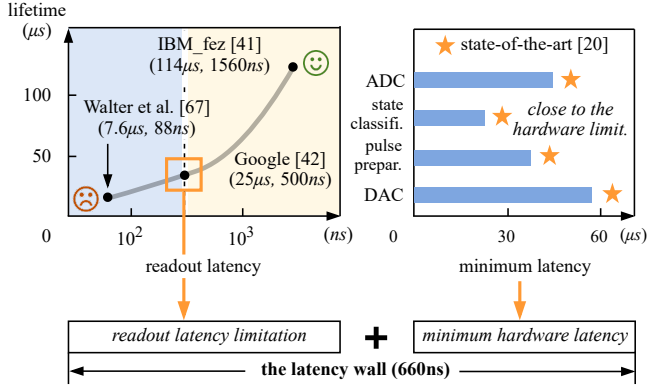 lifetime
(μs)
IBM_fez [41]
(114μs, 1560ns)
100
Walter et al. [67]
(7.6μs, 88ns)
50
Google [42]
(25μs, 500ns)
0
10²
10³
(ns)
readout latency
state-of-the-art [20]
ADC
state
classifi.
close to the
hardware limit.
pulse
prepar.
DAC
0
30
60
(μs)
minimum latency
readout latency limitation
+
minimum hardware latency
the latency wall (660ns)